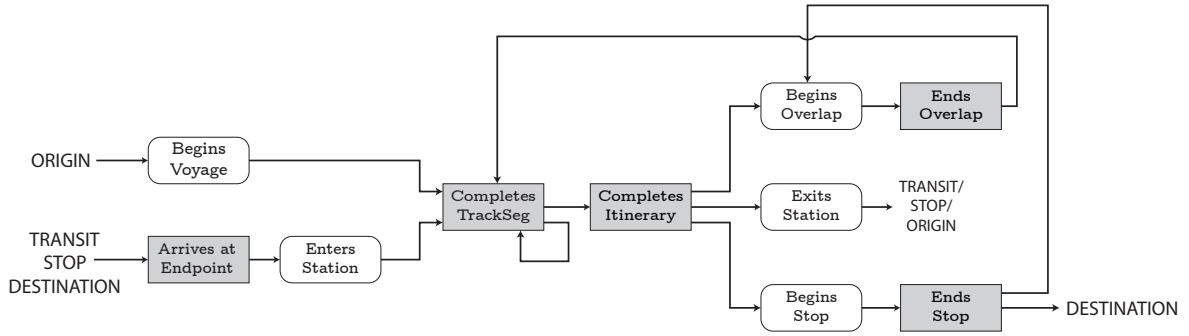 Begins
Overlap
Ends
Overlap
ORIGIN
Begins
Voyage
Completes
TrackSeg
Completes
Itinerary
Exits
Station
TRANSIT/
STOP/
ORIGIN
TRANSIT
STOP
DESTINATION
Arrives at
Endpoint
Enters
Station
Begins
Stop
Ends
Stop
DESTINATION